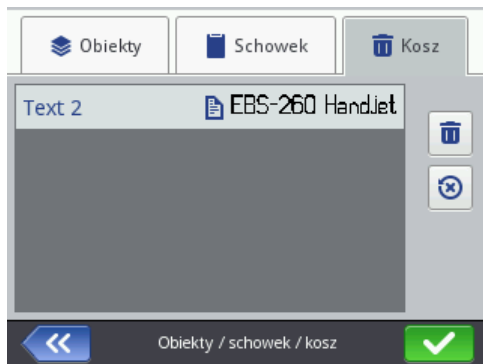 Obiekty
Schowek
Kosz
Text 2 EBS-260 HandJet
Obiekty / schowek / kosz